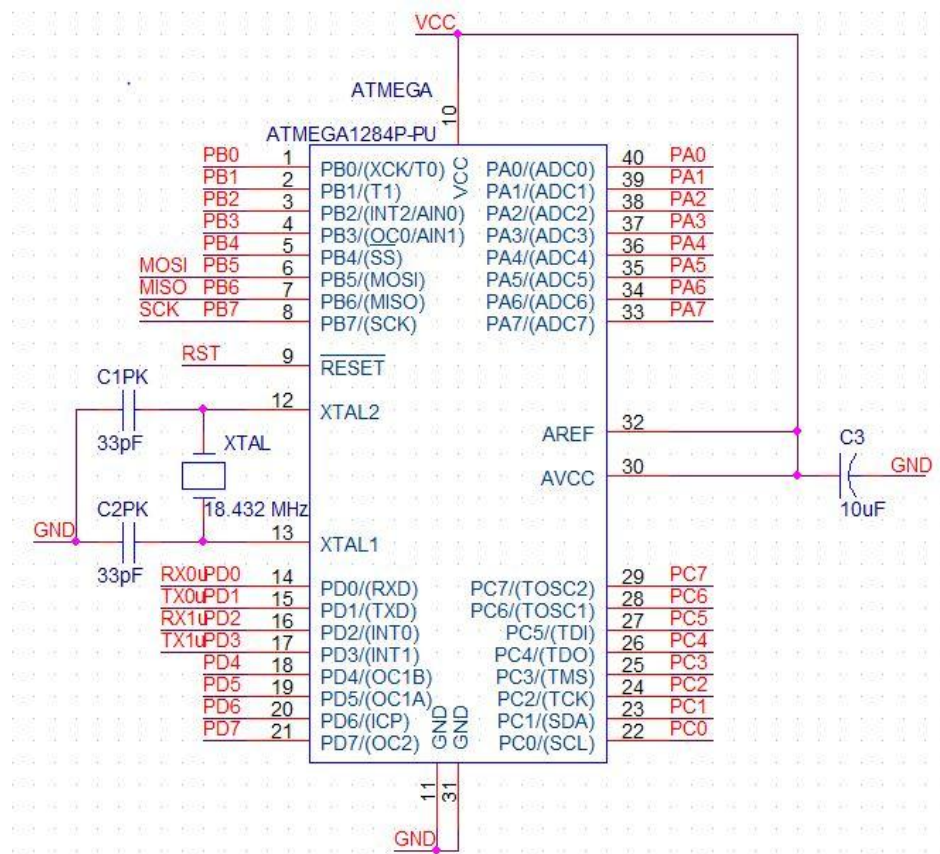 VCC
ATMEGA
10
ATMEGA1284P-PU
PB0 1 PB0/(XCK/T0) VCC PA0/(ADC0) 40 PA0
PB1 2 PB1/(T1) PA1/(ADC1) 39 PA1
PB2 3 PB2/(INT2/AIN0) PA2/(ADC2) 38 PA2
PB3 4 PB3/(OC0/AIN1) PA3/(ADC3) 37 PA3
PB4 5 PB4/(SS) PA4/(ADC4) 36 PA4
MOSI PB5 6 PB5/(MOSI) PA5/(ADC5) 35 PA5
MISO PB6 7 PB6/(MISO) PA6/(ADC6) 34 PA6
SCK PB7 8 PB7/(SCK) PA7/(ADC7) 33 PA7
RST 9 RESET
C1PK
12 XTAL2
33pF XTAL
AREF 32
C3
AVCC 30 GND
10uF
C2PK 18.432 MHz
GND 13 XTAL1
33pF
RX0uPD0 14 PD0/(RXD) PC7/(TOSC2) 29 PC7
TX0uPD1 15 PD1/(TXD) PC6/(TOSC1) 28 PC6
RX1uPD2 16 PD2/(INT0) PC5/(TDI) 27 PC5
TX1uPD3 17 PD3/(INT1) PC4/(TDO) 26 PC4
PD4 18 PD4/(OC1B) PC3/(TMS) 25 PC3
PD5 19 PD5/(OC1A) PC2/(TCK) 24 PC2
PD6 20 PD6/(ICP) GND GND PC1/(SDA) 23 PC1
PD7 21 PD7/(OC2) PC0/(SCL) 22 PC0
11 31
GND